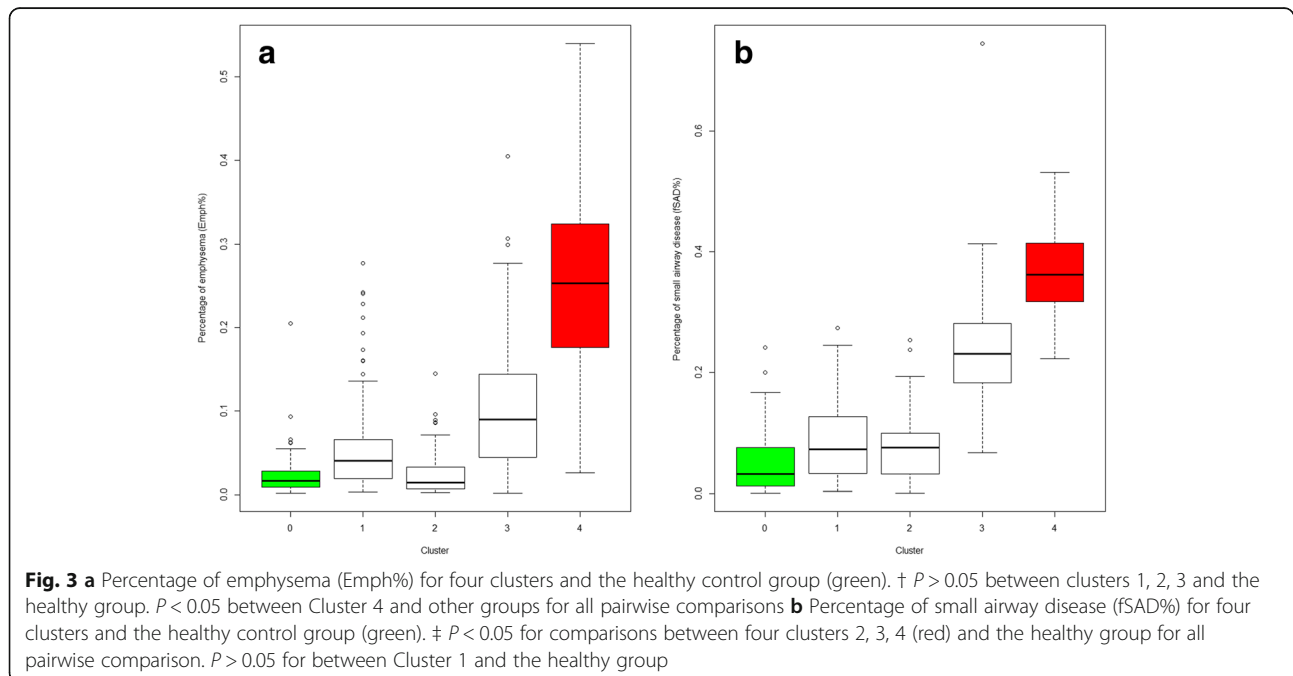 a
Percentage of emphysema (Emph%)
0.5
0.4
0.3
0.2
0.1
0.0
0 1 2 3 4
Cluster
b
Percentage of small airway disease (fSAD%)
0.6
0.4
0.2
0.0
0 1 2 3 4
Cluster
Fig. 3 a Percentage of emphysema (Emph%) for four clusters and the healthy control group (green). † P > 0.05 between clusters 1, 2, 3 and the
healthy group. P < 0.05 between Cluster 4 and other groups for all pairwise comparisons b Percentage of small airway disease (fSAD%) for four
clusters and the healthy control group (green). ‡ P < 0.05 for comparisons between four clusters 2, 3, 4 (red) and the healthy group for all
pairwise comparison. P > 0.05 for between Cluster 1 and the healthy group